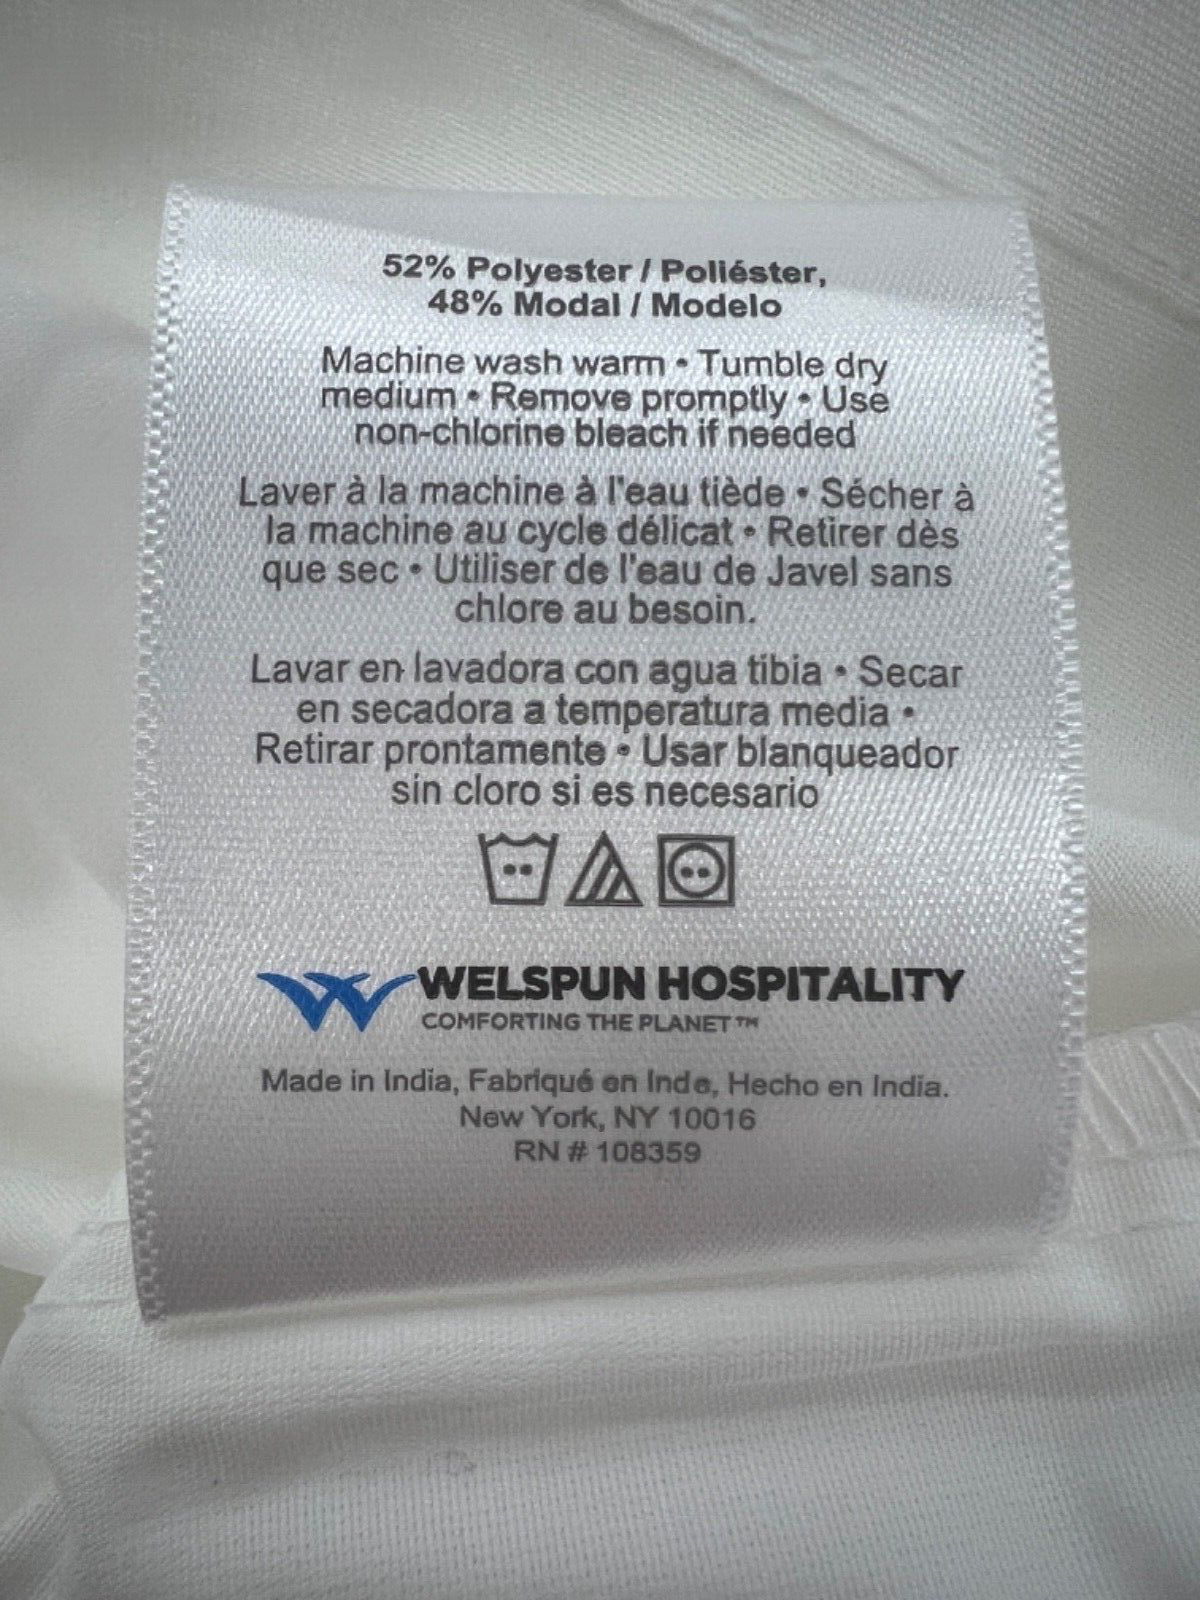 52% Polyester / Poliéster,
48% Modal / Modelo
Machine wash warm • Tumble dry
medium • Remove promptly • Use
non-chlorine bleach if needed
Laver à la machine à l'eau tiède • Sécher à
la machine au cycle délicat • Retirer dès
que sec • Utiliser de l'eau de Javel sans
chlore au besoin.
Lavar en lavadora con agua tibia • Secar
en secadora a temperatura media •
Retirar prontamente • Usar blanqueador
sin cloro si es necesario
WELSPUN HOSPITALITY
COMFORTING THE PLANET™
Made in India, Fabriqué en Inde, Hecho en India.
New York, NY 10016
RN # 108359